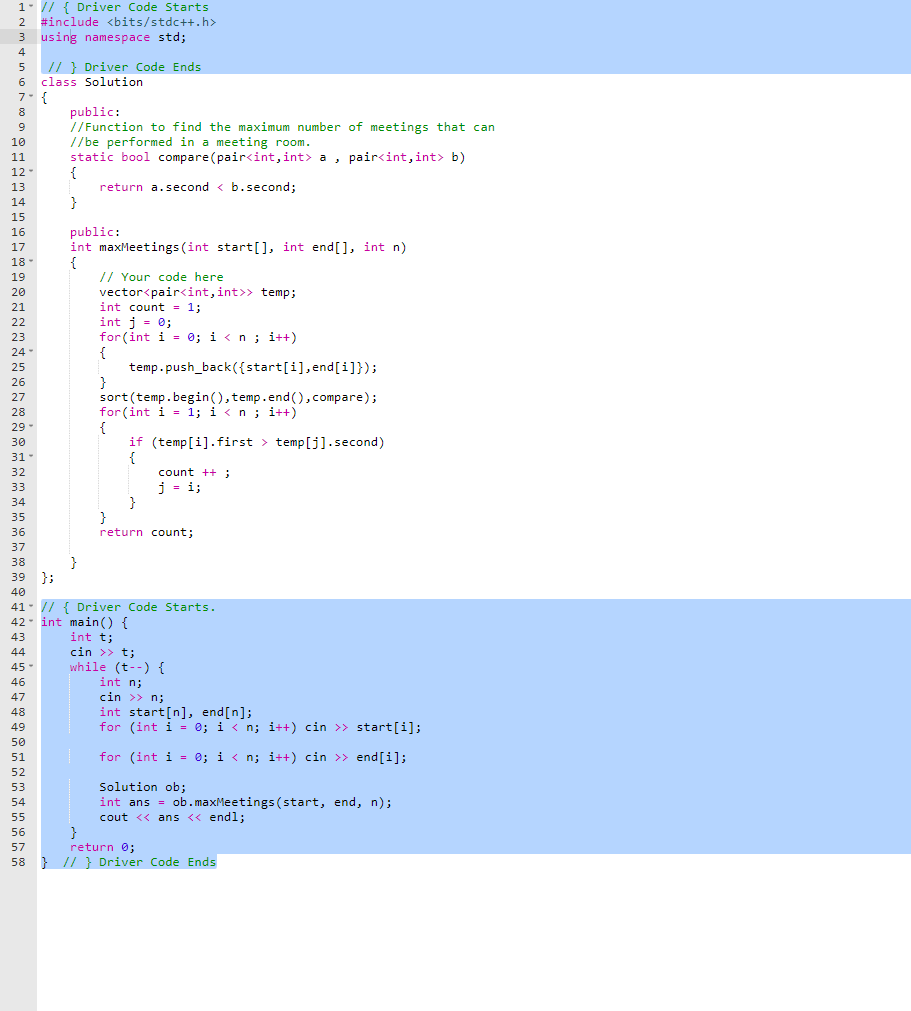 1 // { Driver Code Starts
2 #include <bits/stdc++.h>
3 using namespace std;
4
5  // } Driver Code Ends
6 class Solution
7 {
8     public:
9     //Function to find the maximum number of meetings that can
10     //be performed in a meeting room.
11     static bool compare(pair<int,int> a , pair<int,int> b)
12     {
13         return a.second < b.second;
14     }
15
16     public:
17     int maxMeetings(int start[], int end[], int n)
18     {
19         // Your code here
20         vector<pair<int,int>> temp;
21         int count = 1;
22         int j = 0;
23         for(int i = 0; i < n ; i++)
24         {
25             temp.push_back({start[i],end[i]});
26         }
27         sort(temp.begin(),temp.end(),compare);
28         for(int i = 1; i < n ; i++)
29         {
30             if (temp[i].first > temp[j].second)
31             {
32                 count ++ ;
33                 j = i;
34             }
35         }
36         return count;
37
38     }
39 };
40
41 // { Driver Code Starts.
42 int main() {
43     int t;
44     cin >> t;
45     while (t--) {
46         int n;
47         cin >> n;
48         int start[n], end[n];
49         for (int i = 0; i < n; i++) cin >> start[i];
50
51         for (int i = 0; i < n; i++) cin >> end[i];
52
53         Solution ob;
54         int ans = ob.maxMeetings(start, end, n);
55         cout << ans << endl;
56     }
57     return 0;
58 }  // } Driver Code Ends